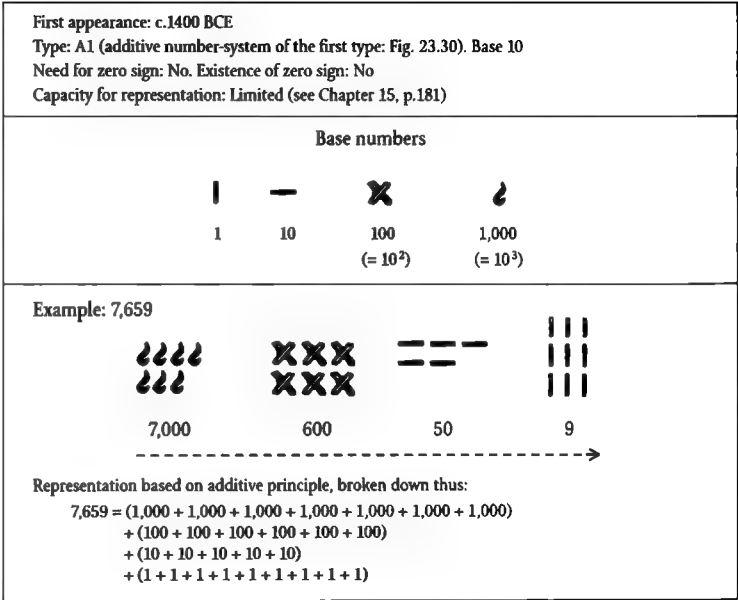 First appearance: c.1400 BCE
Type: A1 (additive number-system of the first type: Fig. 23.30). Base 10
Need for zero sign: No. Existence of zero sign: No
Capacity for representation: Limited (see Chapter 15, p.181)
Base numbers
1 10 100 1,000
(= 10²) (= 10³)
Example: 7,659
7,000 600 50 9
Representation based on additive principle, broken down thus:
7,659 = (1,000 + 1,000 + 1,000 + 1,000 + 1,000 + 1,000 + 1,000)
+ (100 + 100 + 100 + 100 + 100 + 100)
+ (10 + 10 + 10 + 10 + 10)
+ (1 + 1 + 1 + 1 + 1 + 1 + 1 + 1 + 1)